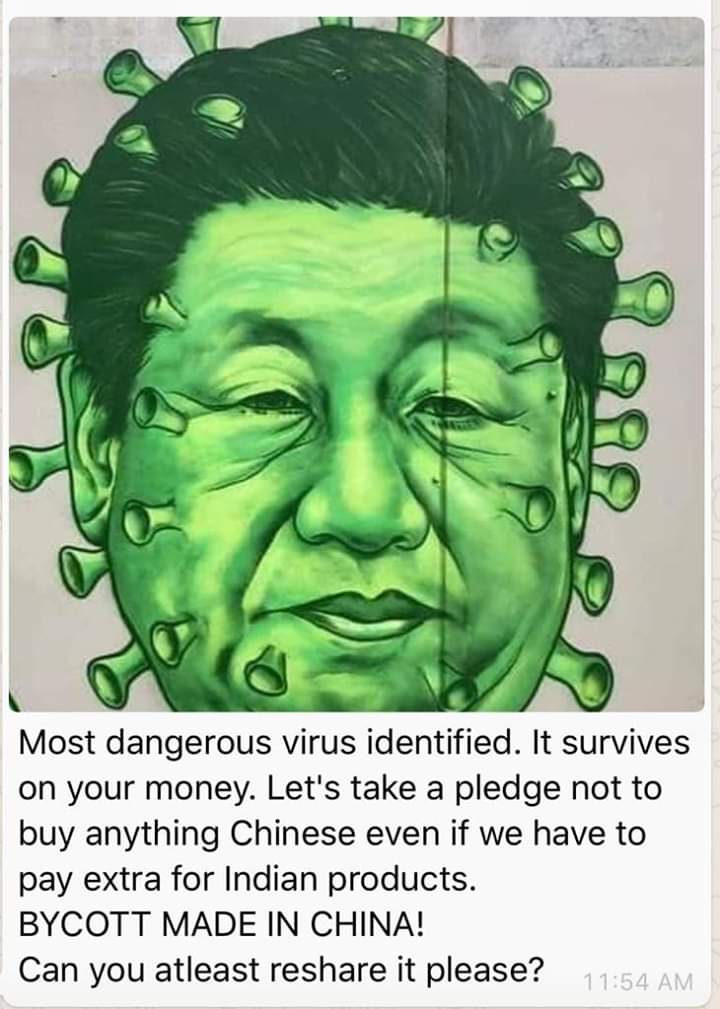 Most dangerous virus identified. It survives
on your money. Let's take a pledge not to
buy anything Chinese even if we have to
pay extra for Indian products.
BYCOTT MADE IN CHINA!
Can you atleast reshare it please?
11:54 AM